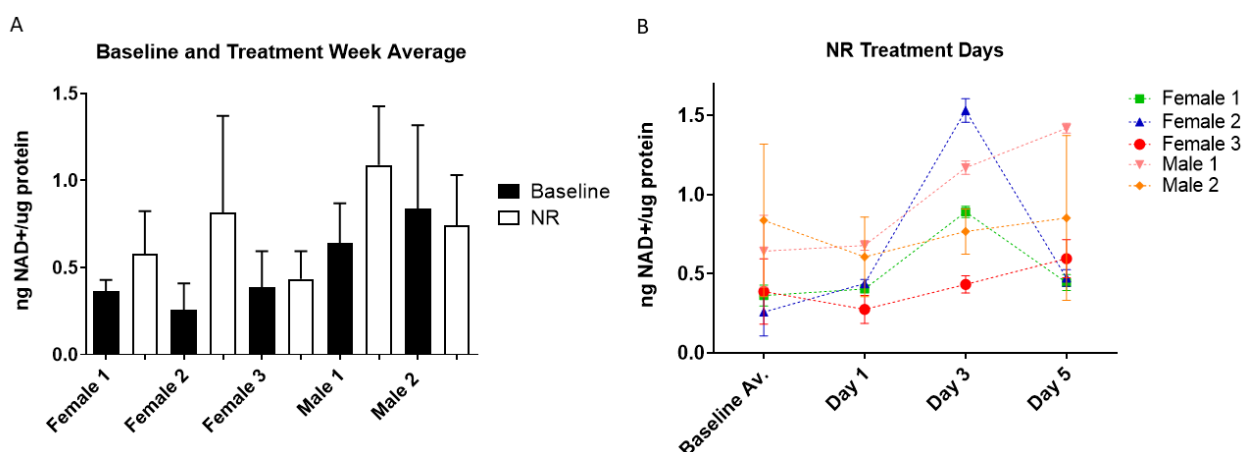 A
Baseline and Treatment Week Average
ng NAD+/ug protein
1.5
1.0
0.5
0.0
Female 1
Female 2
Female 3
Male 1
Male 2
Baseline
NR
B
NR Treatment Days
ng NAD+/ug protein
1.5
1.0
0.5
0.0
Baseline Av.
Day 1
Day 3
Day 5
Female 1
Female 2
Female 3
Male 1
Male 2